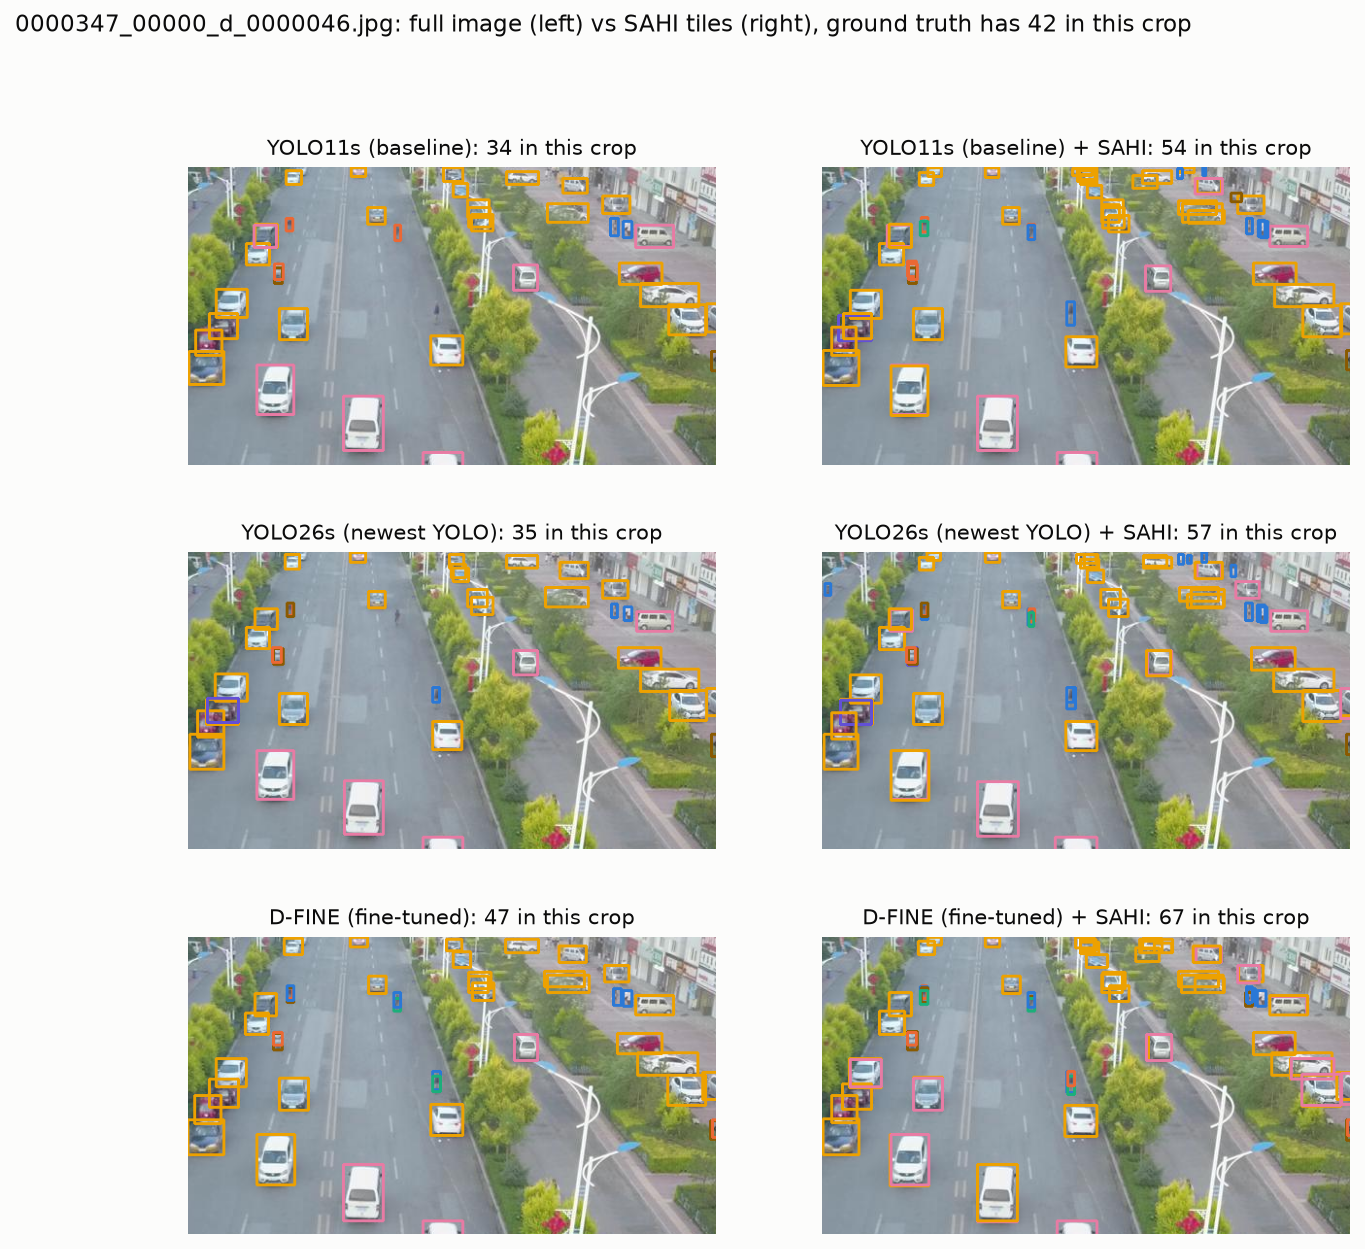 0000347_00000_d_0000046.jpg: full image (left) vs SAHI tiles (right), ground truth has 42 in this crop
YOLO11s (baseline): 34 in this crop
YOLO11s (baseline) + SAHI: 54 in this crop
YOLO26s (newest YOLO): 35 in this crop
YOLO26s (newest YOLO) + SAHI: 57 in this crop
D-FINE (fine-tuned): 47 in this crop
D-FINE (fine-tuned) + SAHI: 67 in this crop